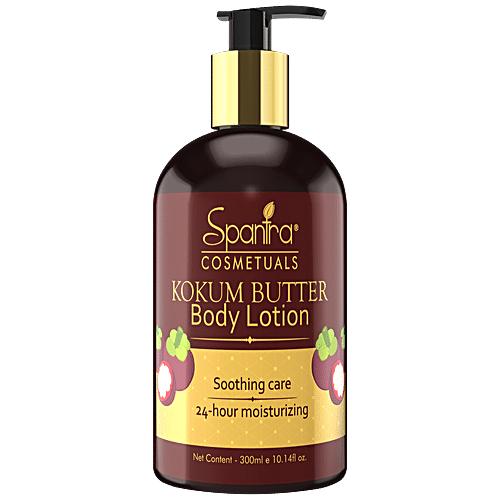 Spantra®
COSMETUALS
KOKUM BUTTER
Body Lotion
Soothing care
24-hour moisturizing
Net Content - 300ml e 10.14fl oz.